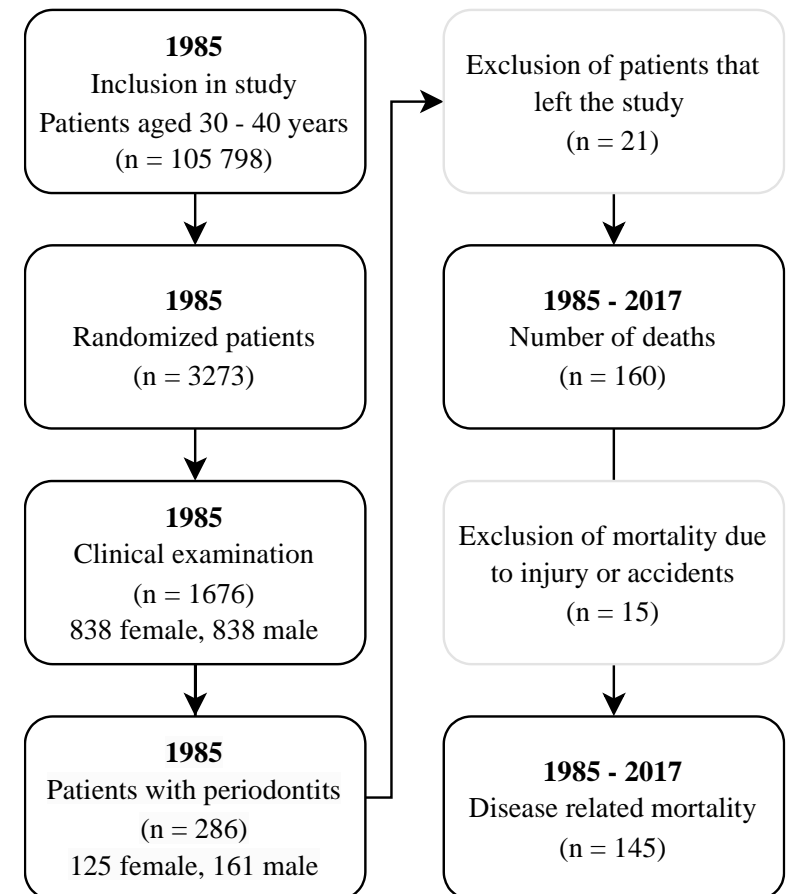 1985
Inclusion in study
Patients aged 30 - 40 years
(n = 105 798)
1985
Randomized patients
(n = 3273)
1985
Clinical examination
(n = 1676)
838 female, 838 male
1985
Patients with periodontits
(n = 286)
125 female, 161 male
Exclusion of patients that
left the study
(n = 21)
1985 - 2017
Number of deaths
(n = 160)
Exclusion of mortality due
to injury or accidents
(n = 15)
1985 - 2017
Disease related mortality
(n = 145)